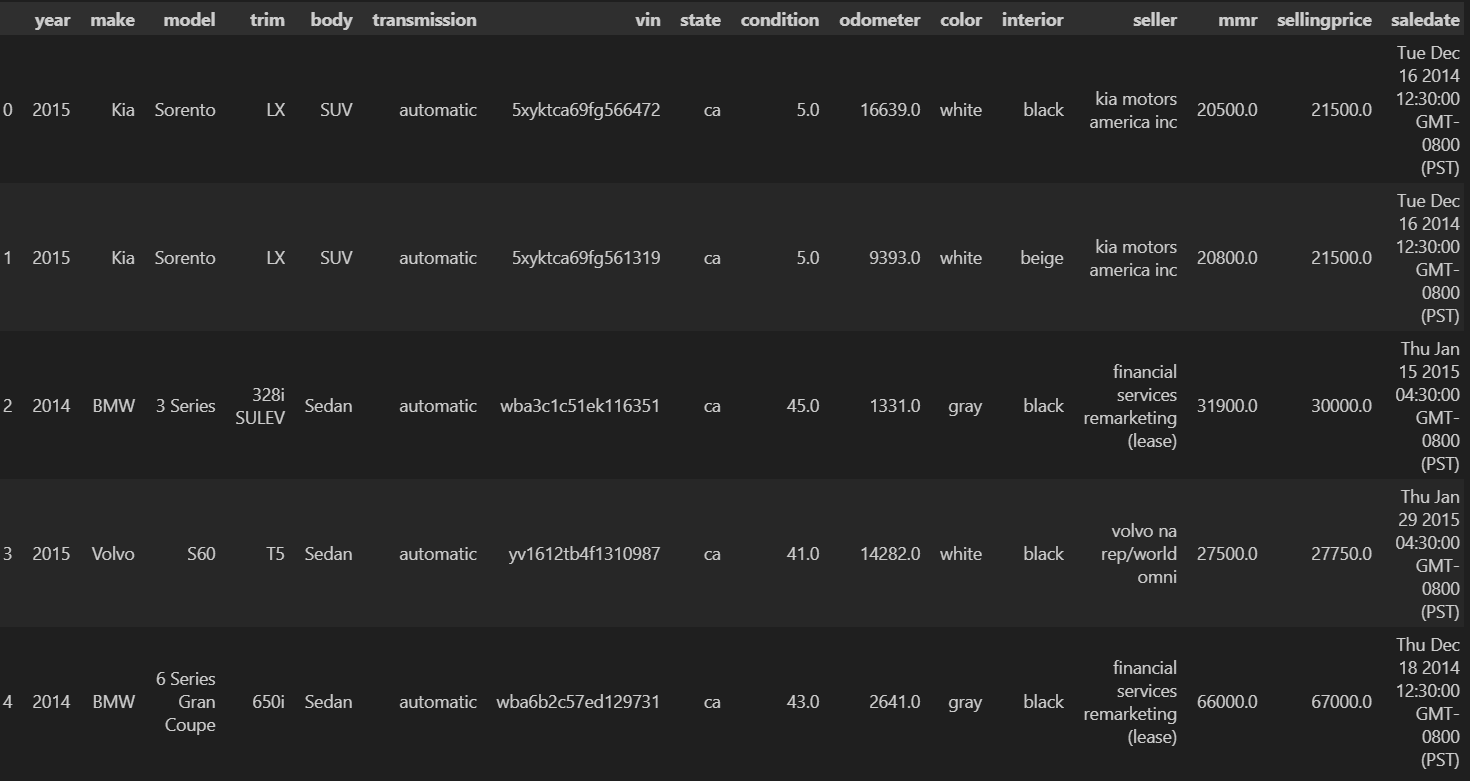 year make model trim body transmission vin state condition odometer color interior seller mmr sellingprice saledate
0 2015 Kia Sorento LX SUV automatic 5xyktca69fg566472 ca 5.0 16639.0 white black kia motors america inc 20500.0 21500.0 Tue Dec 16 2014 12:30:00 GMT-0800 (PST)
1 2015 Kia Sorento LX SUV automatic 5xyktca69fg561319 ca 5.0 9393.0 white beige kia motors america inc 20800.0 21500.0 Tue Dec 16 2014 12:30:00 GMT-0800 (PST)
2 2014 BMW 3 Series 328i SULEV Sedan automatic wba3c1c51ek116351 ca 45.0 1331.0 gray black financial services remarketing (lease) 31900.0 30000.0 Thu Jan 15 2015 04:30:00 GMT-0800 (PST)
3 2015 Volvo S60 T5 Sedan automatic yv1612tb4f1310987 ca 41.0 14282.0 white black volvo na rep/world omni 27500.0 27750.0 Thu Jan 29 2015 04:30:00 GMT-0800 (PST)
4 2014 BMW 6 Series Gran Coupe 650i Sedan automatic wba6b2c57ed129731 ca 43.0 2641.0 gray black financial services remarketing (lease) 66000.0 67000.0 Thu Dec 18 2014 12:30:00 GMT-0800 (PST)